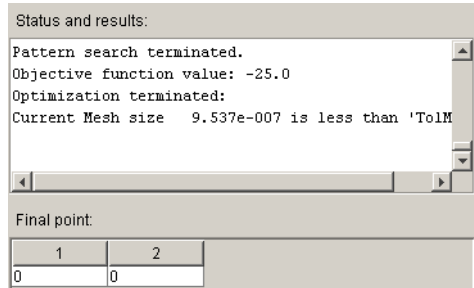 Status and results:
Pattern search terminated.
Objective function value: -25.0
Optimization terminated:
Current Mesh size 9.537e-007 is less than 'TolM
Final point:
1 2
0 0